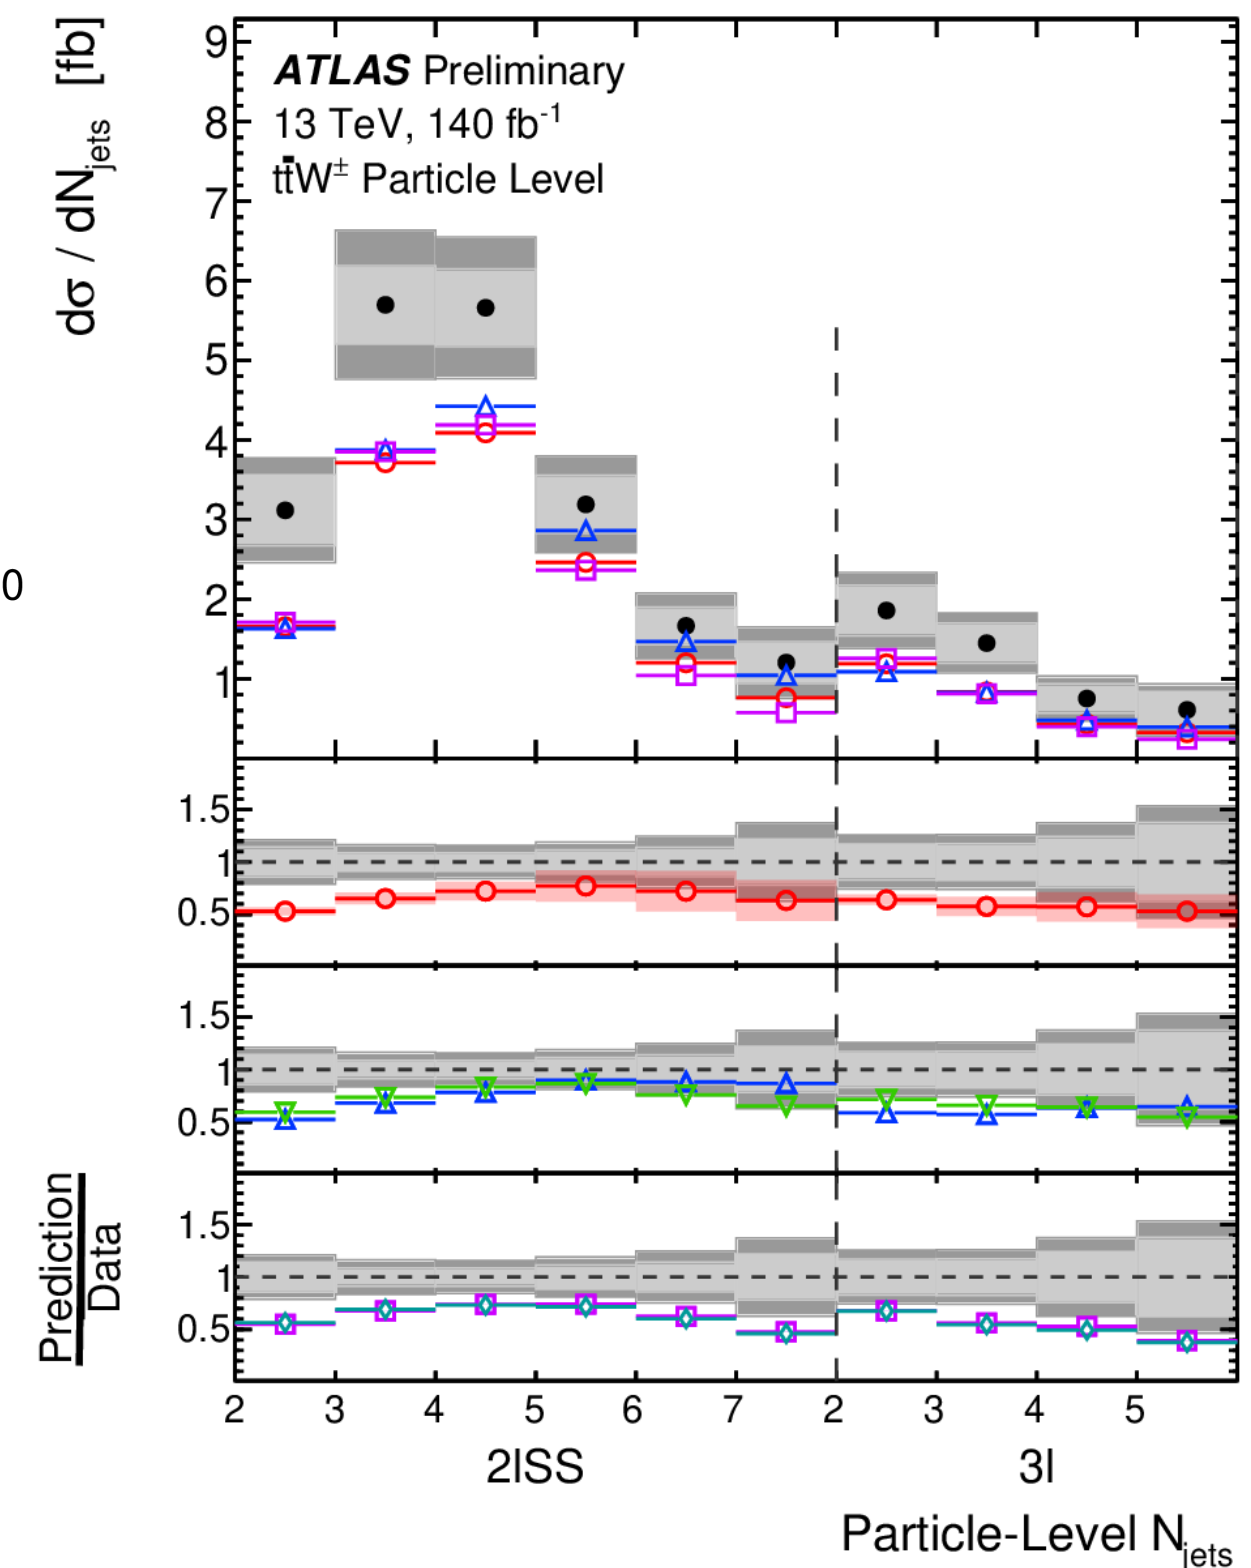 dσ / dNjets [fb]
ATLAS Preliminary
13 TeV, 140 fb-1
tt̄W± Particle Level
9
8
7
6
5
4
3
2
1
0
1.5
1
0.5
1.5
1
0.5
Prediction
Data
1.5
1
0.5
2 3 4 5 6 7 2 3 4 5
2lSS 3l
Particle-Level Njets